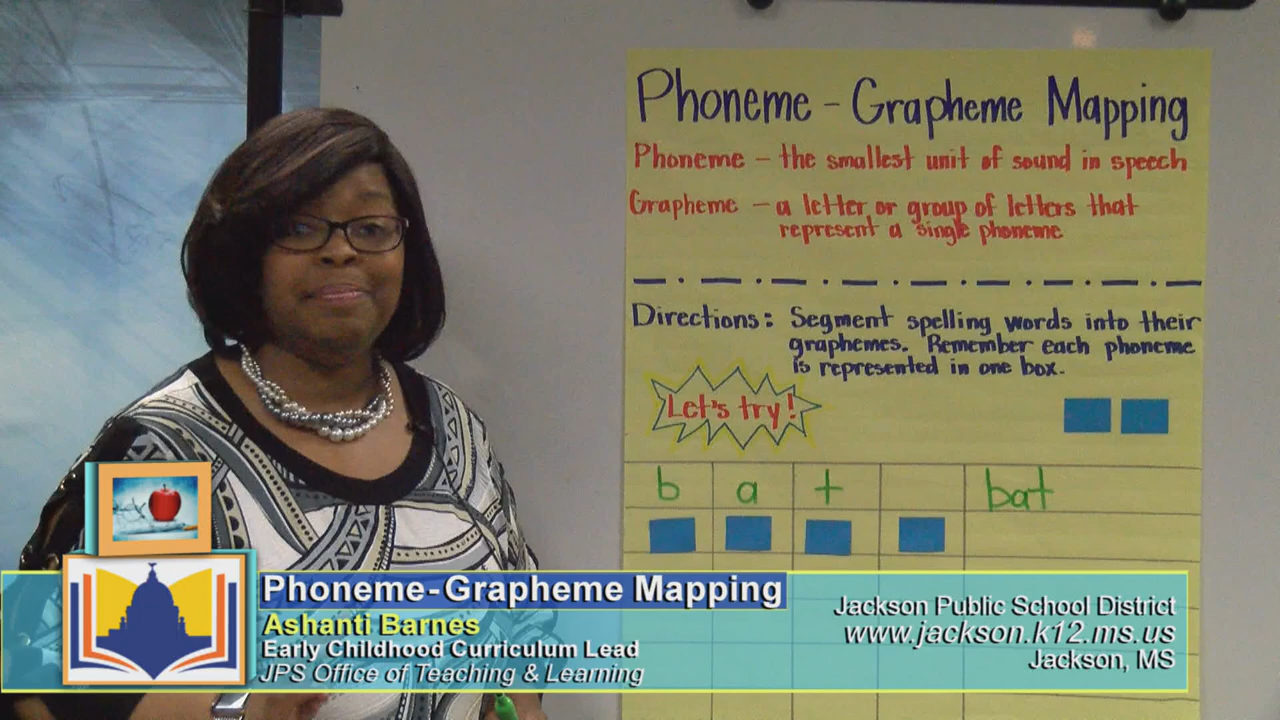 Phoneme - Grapheme Mapping
Phoneme - the smallest unit of sound in speech
Grapheme - a letter or group of letters that
represent a single phoneme
Directions: Segment spelling words into their
graphemes. Remember each phoneme
is represented in one box.
Let's try!
b a t bat
Phoneme-Grapheme Mapping
Ashanti Barnes
Early Childhood Curriculum Lead
JPS Office of Teaching & Learning
Jackson Public School District
www.jackson.k12.ms.us
Jackson, MS